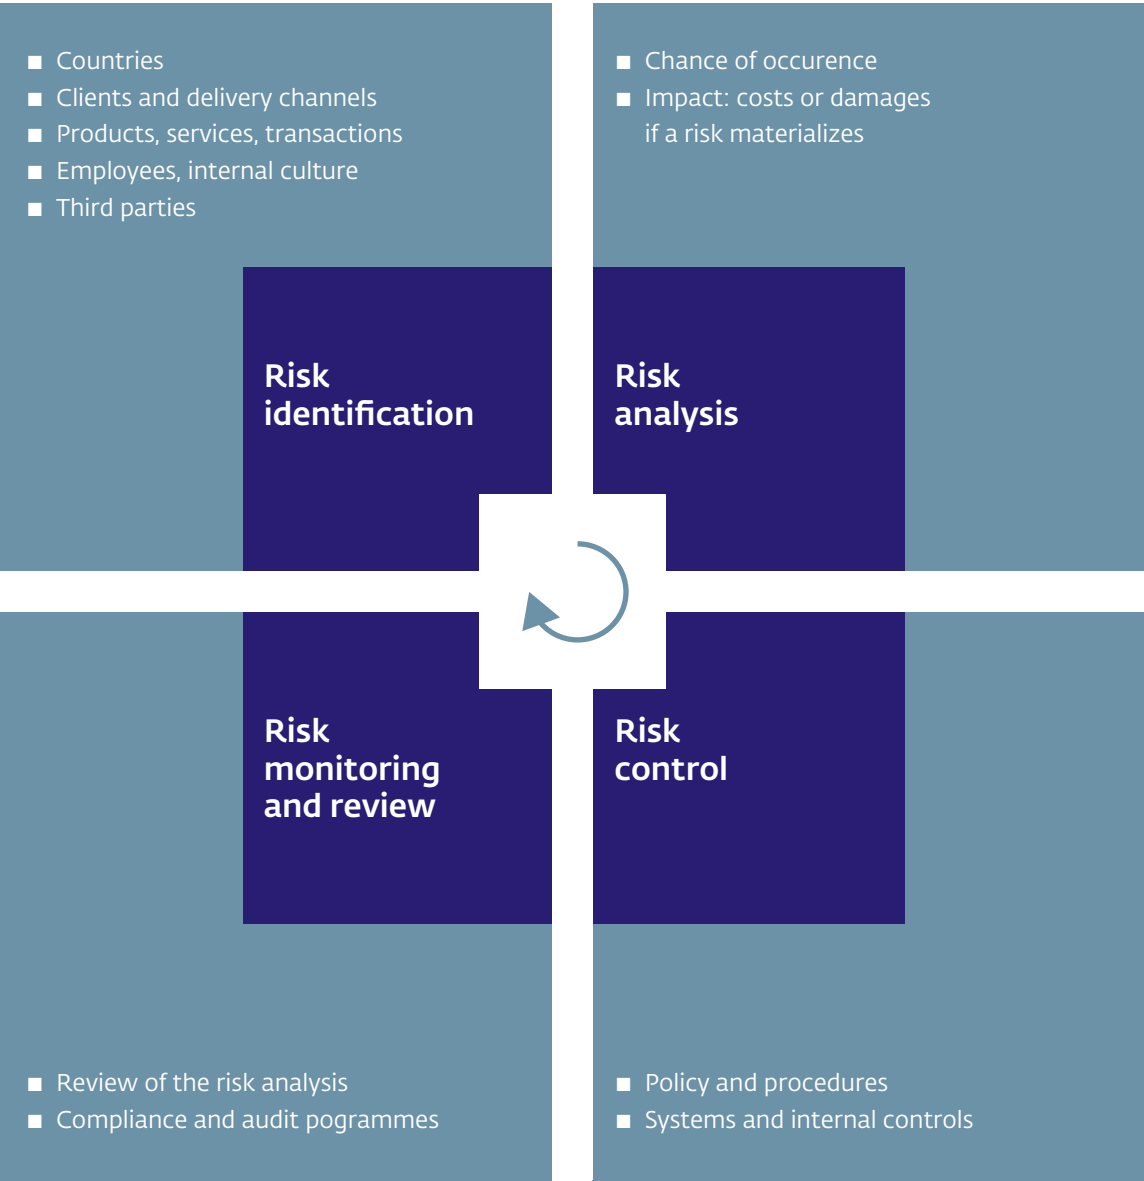 Countries
Clients and delivery channels
Products, services, transactions
Employees, internal culture
Third parties
Chance of occurence
Impact: costs or damages
if a risk materializes
Risk
identification
Risk
analysis
Risk
monitoring
and review
Risk
control
Review of the risk analysis
Compliance and audit pogrammes
Policy and procedures
Systems and internal controls